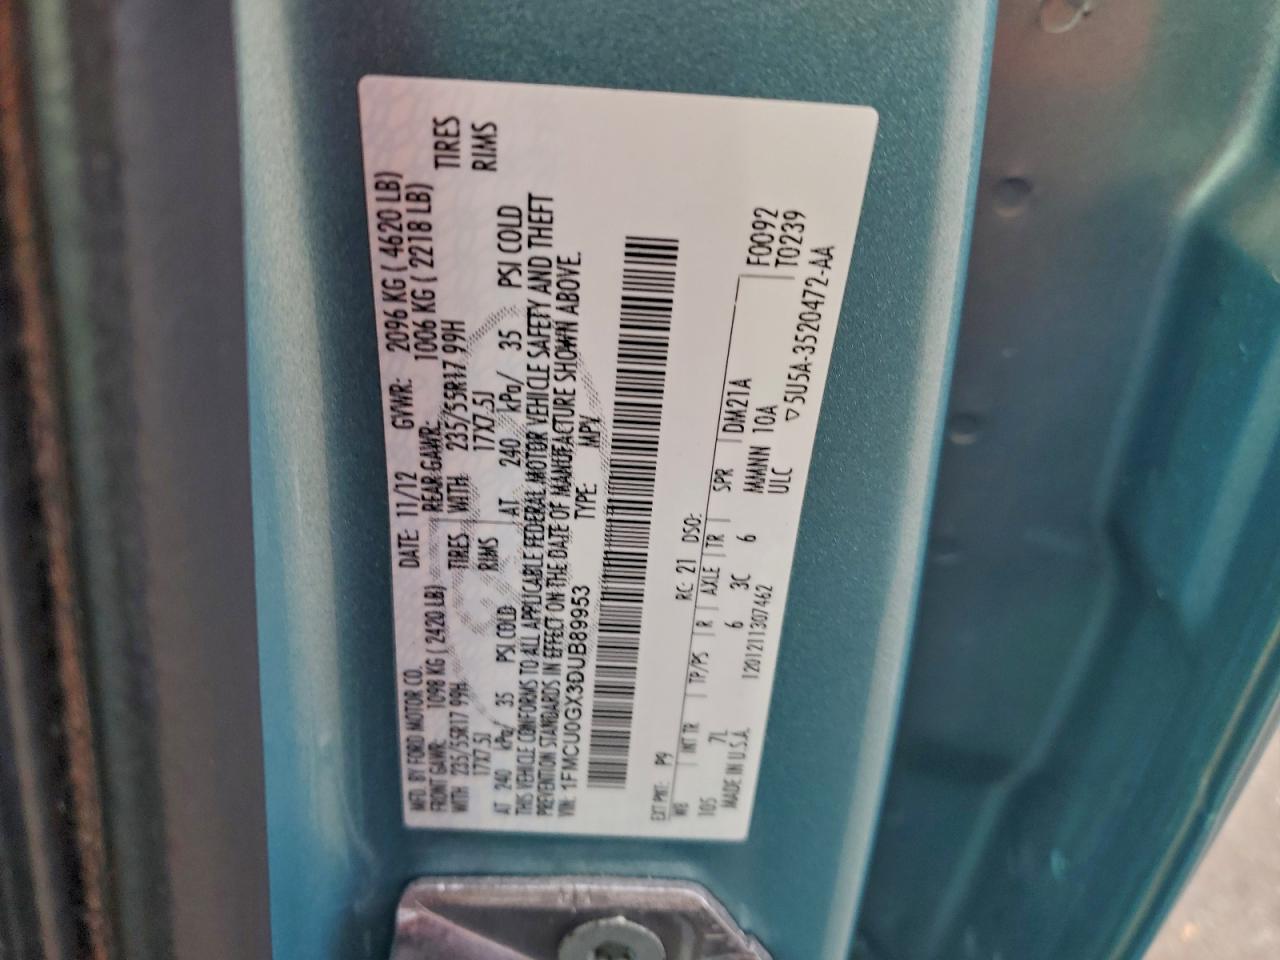 MFD. BY FORD MOTOR CO.
DATE: 11/12 GVWR: 2096 KG ( 4620 LB)
FRONT GAWR: 1098 KG ( 2420 LB) REAR GAWR: 1006 KG ( 2218 LB)
WITH 235/55R17 99H TIRES WITH 235/55R17 99H TIRES
17X7.5J RIMS 17X7.5J RIMS
AT 240 kPa/ 35 PSI COLD AT 240 kPa/ 35 PSI COLD
THIS VEHICLE CONFORMS TO ALL APPLICABLE FEDERAL MOTOR VEHICLE SAFETY AND THEFT
PREVENTION STANDARDS IN EFFECT ON THE DATE OF MANUFACTURE SHOWN ABOVE.
VIN: 1FMCU0GX3DUB89953 TYPE: MPV
EXT PNT: P9 RC: 21 DSO:
WB INT TR TP/PS R AXLE TR SPR DM21A F0092
105 7L 6 3C 6 MMMNN 10A T0239
MADE IN U.S.A. 1201211307462 ULC ▽5U5A-3520472-AA